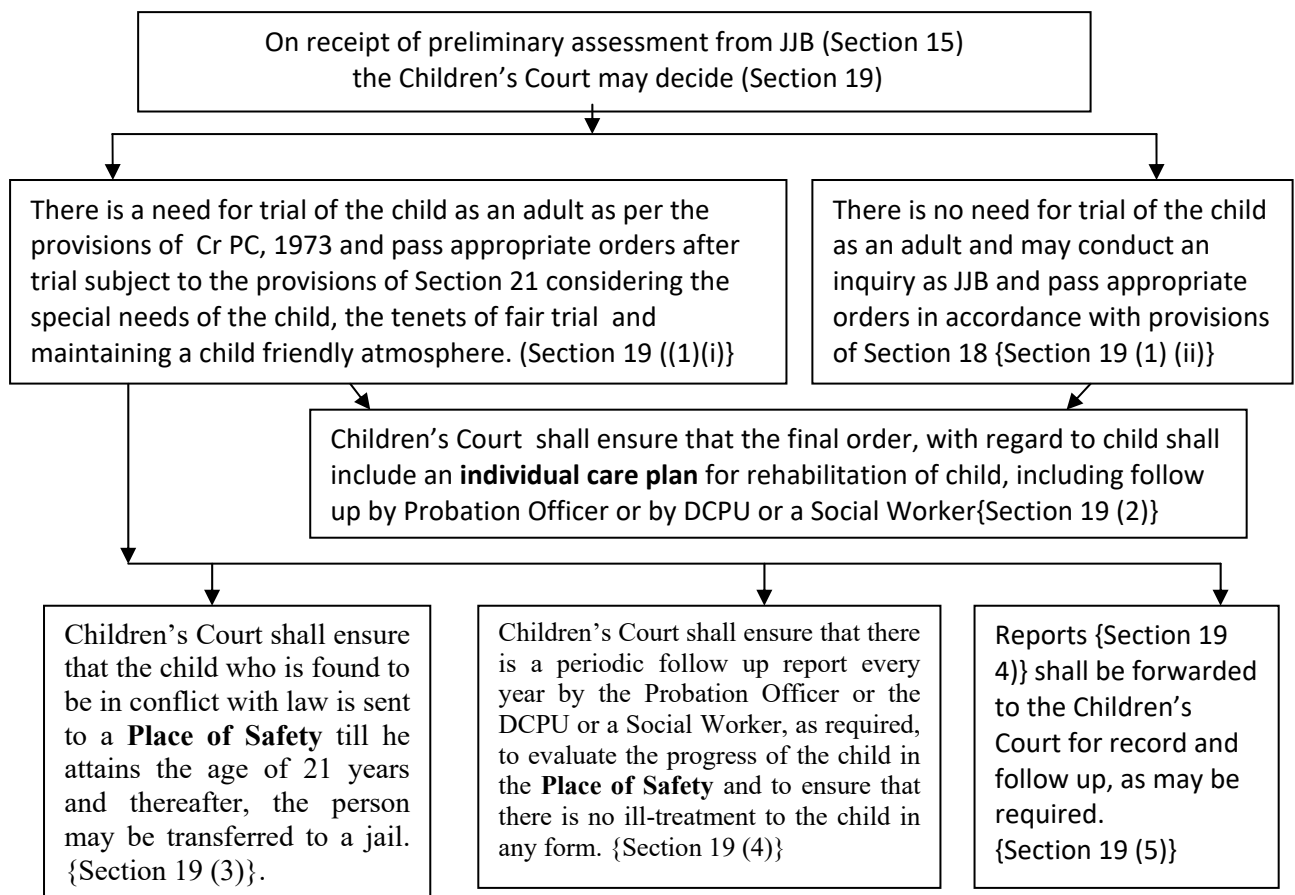 On receipt of preliminary assessment from JJB (Section 15)
the Children’s Court may decide (Section 19)
There is a need for trial of the child as an adult as per the
provisions of Cr PC, 1973 and pass appropriate orders after
trial subject to the provisions of Section 21 considering the
special needs of the child, the tenets of fair trial and
maintaining a child friendly atmosphere. (Section 19 ((1)(i)}
There is no need for trial of the child
as an adult and may conduct an
inquiry as JJB and pass appropriate
orders in accordance with provisions
of Section 18 {Section 19 (1) (ii)}
Children’s Court shall ensure that the final order, with regard to child shall
include an individual care plan for rehabilitation of child, including follow
up by Probation Officer or by DCPU or a Social Worker{Section 19 (2)}
Children’s Court shall ensure
that the child who is found to
be in conflict with law is sent
to a Place of Safety till he
attains the age of 21 years
and thereafter, the person
may be transferred to a jail.
{Section 19 (3)}.
Children’s Court shall ensure that there
is a periodic follow up report every
year by the Probation Officer or the
DCPU or a Social Worker, as required,
to evaluate the progress of the child in
the Place of Safety and to ensure that
there is no ill-treatment to the child in
any form. {Section 19 (4)}
Reports {Section 19
4)} shall be forwarded
to the Children’s
Court for record and
follow up, as may be
required.
{Section 19 (5)}